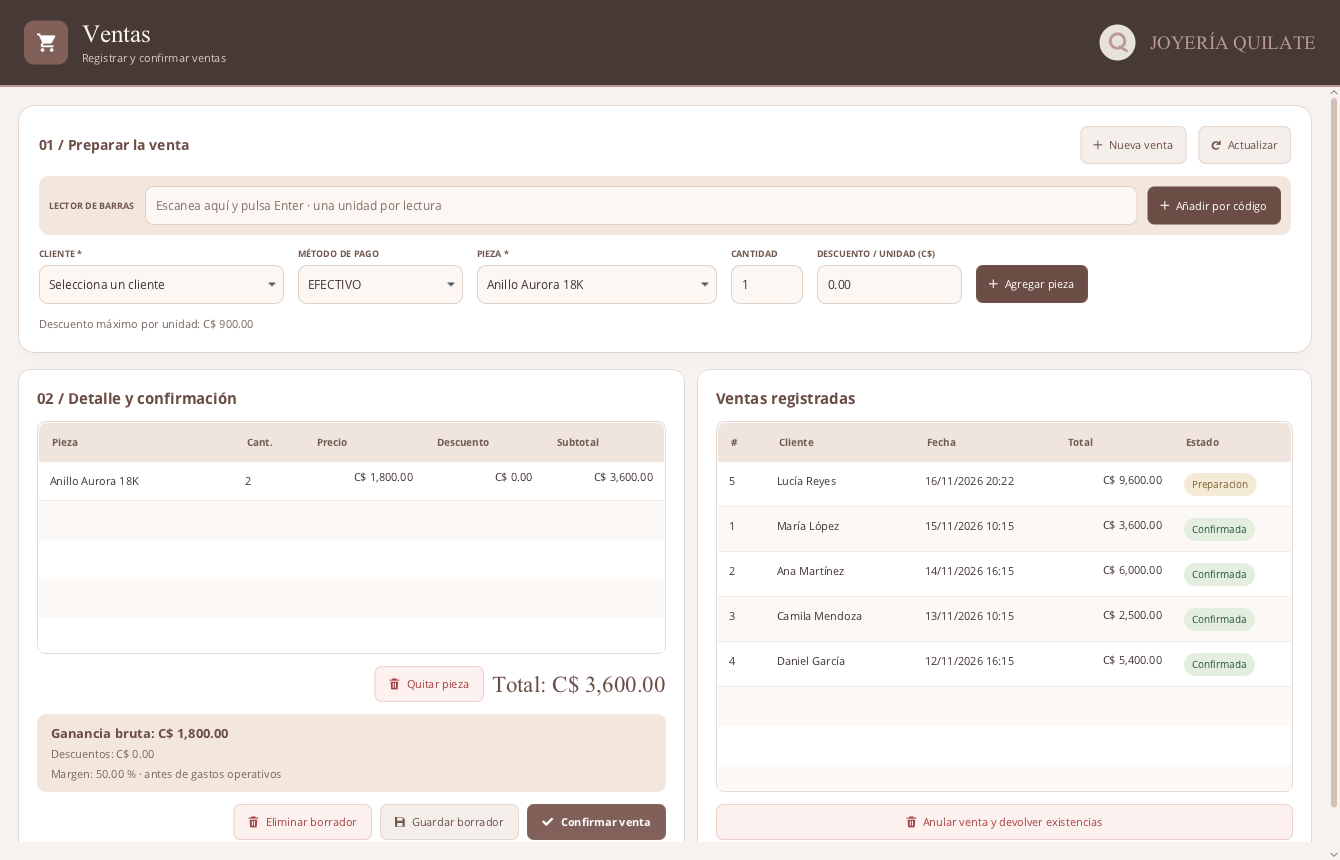 Ventas
Registrar y confirmar ventas
Q JOYERÍA QUILATE
01 / Preparar la venta
+ Nueva venta
Actualizar
LECTOR DE BARRAS
Escanea aquí y pulsa Enter · una unidad por lectura
+ Añadir por código
CLIENTE * MÉTODO DE PAGO PIEZA * CANTIDAD DESCUENTO / UNIDAD (C$)
Selecciona un cliente EFECTIVO Anillo Aurora 18K 1 0.00 + Agregar pieza
Descuento máximo por unidad: C$ 900.00
02 / Detalle y confirmación
Pieza Cant. Precio Descuento Subtotal
Anillo Aurora 18K 2 C$ 1,800.00 C$ 0.00 C$ 3,600.00
Quitar pieza Total: C$ 3,600.00
Ganancia bruta: C$ 1,800.00
Descuentos: C$ 0.00
Margen: 50.00 % · antes de gastos operativos
Eliminar borrador Guardar borrador Confirmar venta
Ventas registradas
# Cliente Fecha Total Estado
5 Lucía Reyes 16/11/2026 20:22 C$ 9,600.00 Preparacion
1 María López 15/11/2026 10:15 C$ 3,600.00 Confirmada
2 Ana Martínez 14/11/2026 16:15 C$ 6,000.00 Confirmada
3 Camila Mendoza 13/11/2026 10:15 C$ 2,500.00 Confirmada
4 Daniel García 12/11/2026 16:15 C$ 5,400.00 Confirmada
Anular venta y devolver existencias